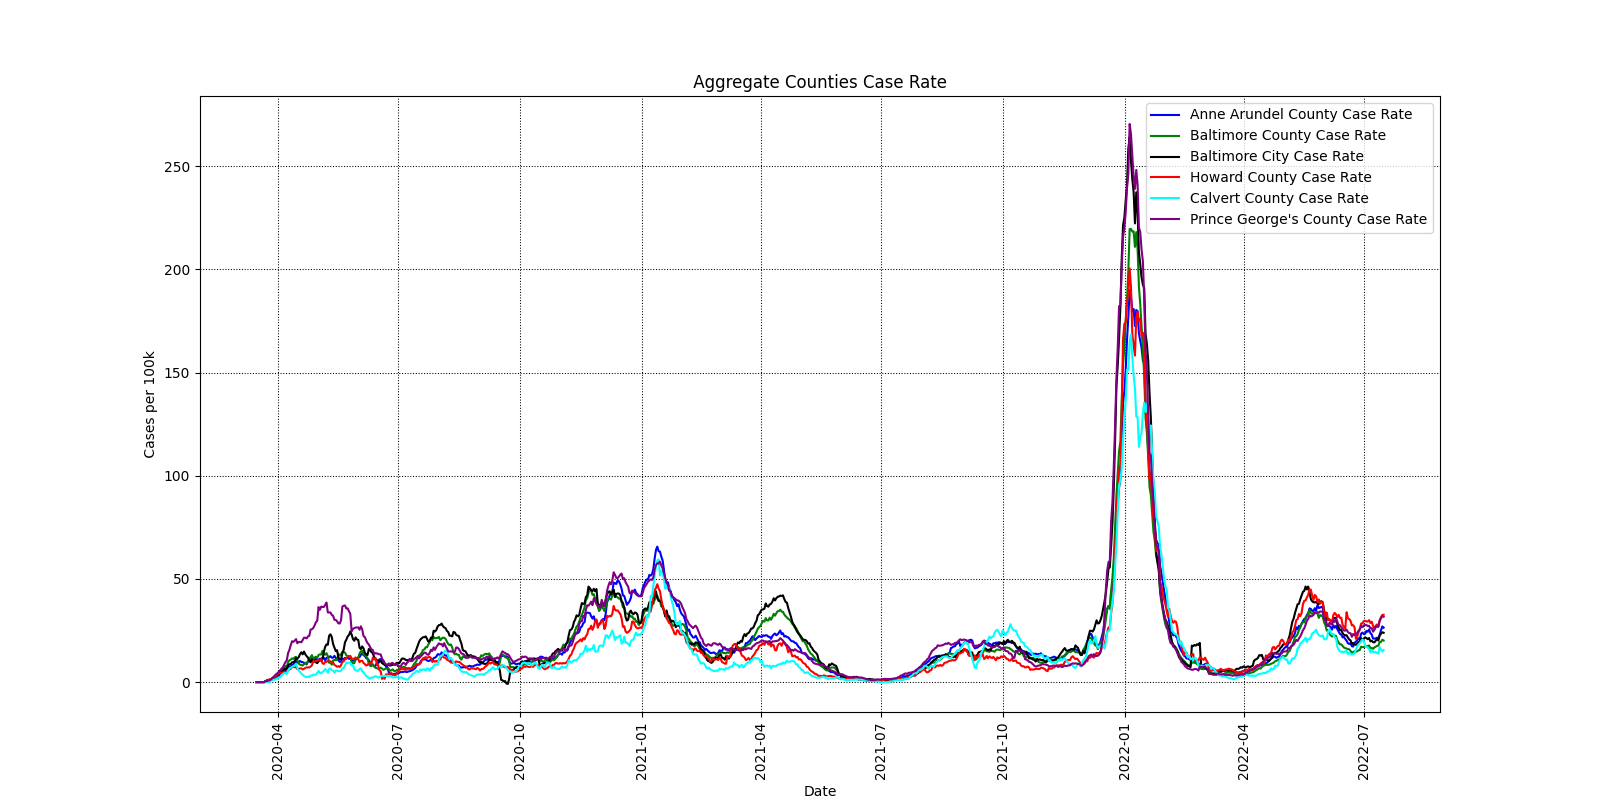 Aggregate Counties Case Rate
Anne Arundel County Case Rate
Baltimore County Case Rate
Baltimore City Case Rate
Howard County Case Rate
Calvert County Case Rate
Prince George's County Case Rate
Cases per 100k
250
200
150
100
50
0
2020-04
2020-07
2020-10
2021-01
2021-04
2021-07
2021-10
2022-01
2022-04
2022-07
Date